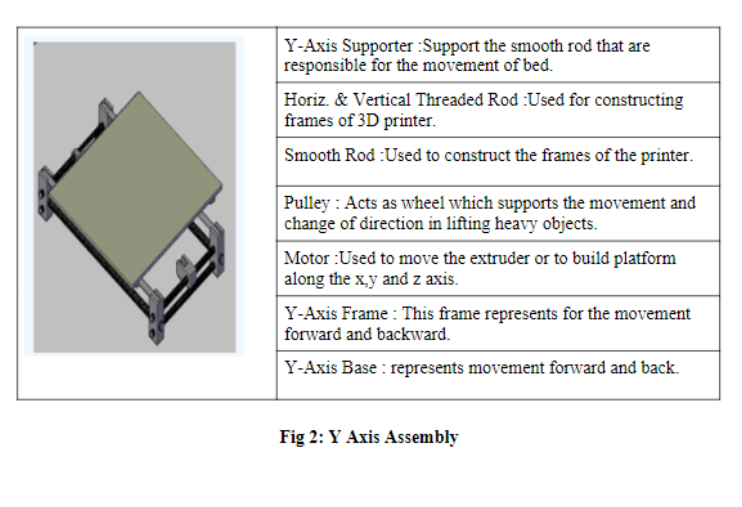 Y-Axis Supporter :Support the smooth rod that are
responsible for the movement of bed.
Horiz. & Vertical Threaded Rod :Used for constructing
frames of 3D printer.
Smooth Rod :Used to construct the frames of the printer.
Pulley : Acts as wheel which supports the movement and
change of direction in lifting heavy objects.
Motor :Used to move the extruder or to build platform
along the x,y and z axis.
Y-Axis Frame : This frame represents for the movement
forward and backward.
Y-Axis Base : represents movement forward and back.
Fig 2: Y Axis Assembly